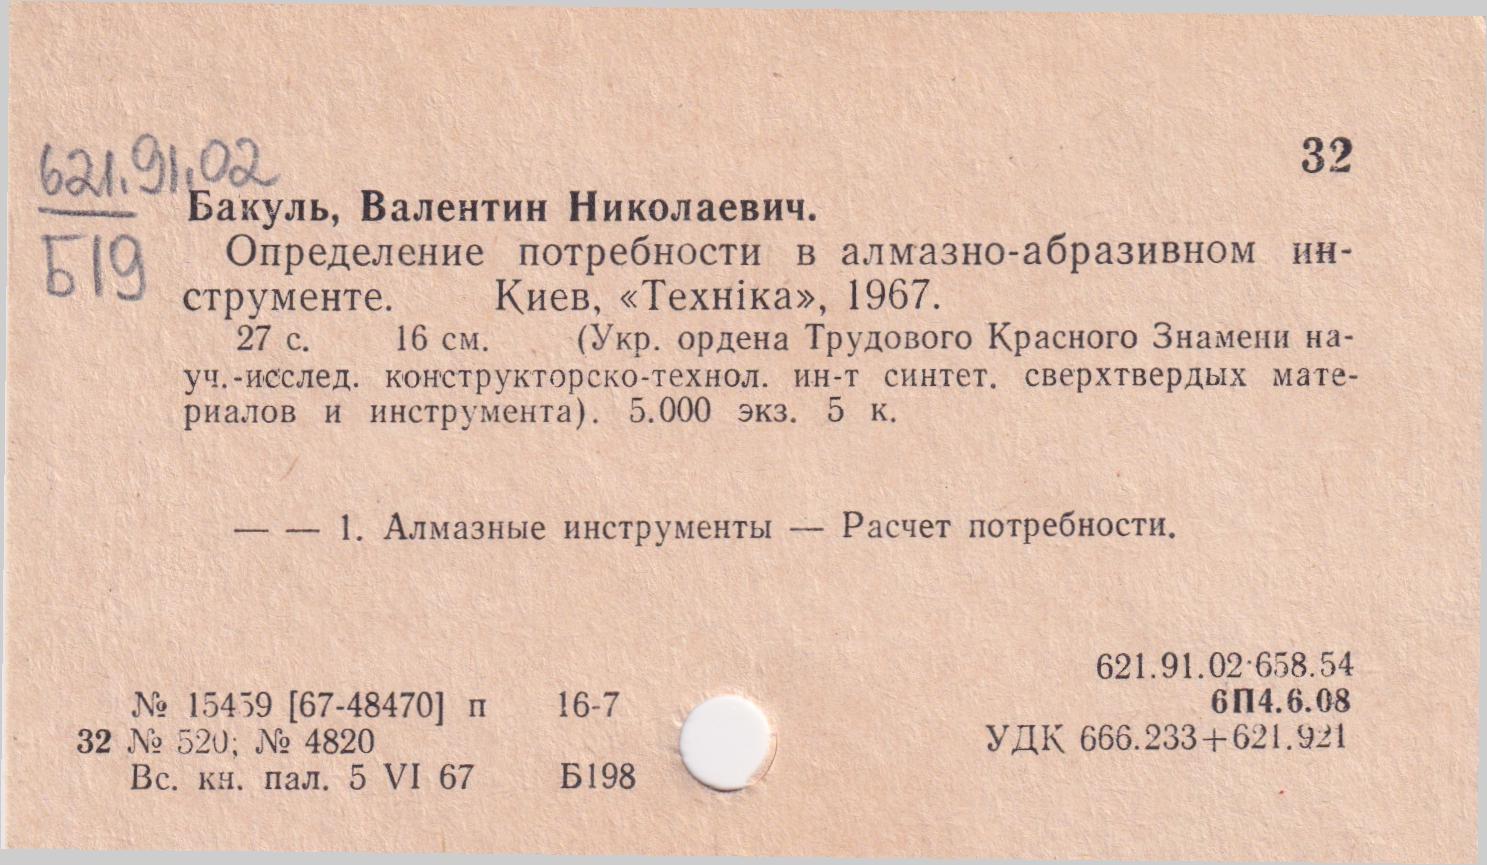 32
621.91.02
Б19
Бакуль, Валентин Николаевич.
Определение потребности в алмазно-абразивном ин-
струменте. Киев, «Технiка», 1967.
27 с. 16 см. (Укр. ордена Трудового Красного Знамени на-
уч.-исслед. конструкторско-технол. ин-т синтет. сверхтвердых мате-
риалов и инструмента). 5.000 экз. 5 к.
— — 1. Алмазные инструменты — Расчет потребности.
621.91.02·658.54
№ 15459 [67-48470] п 16-7
6П4.6.08
32 № 520; № 4820
УДК 666.233+621.921
Вс. кн. пал. 5 VI 67 Б198